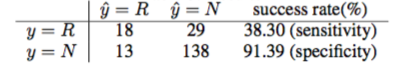 ŷ = R ŷ = N success rate(%)
y = R 18 29 38.30 (sensitivity)
y = N 13 138 91.39 (specificity)